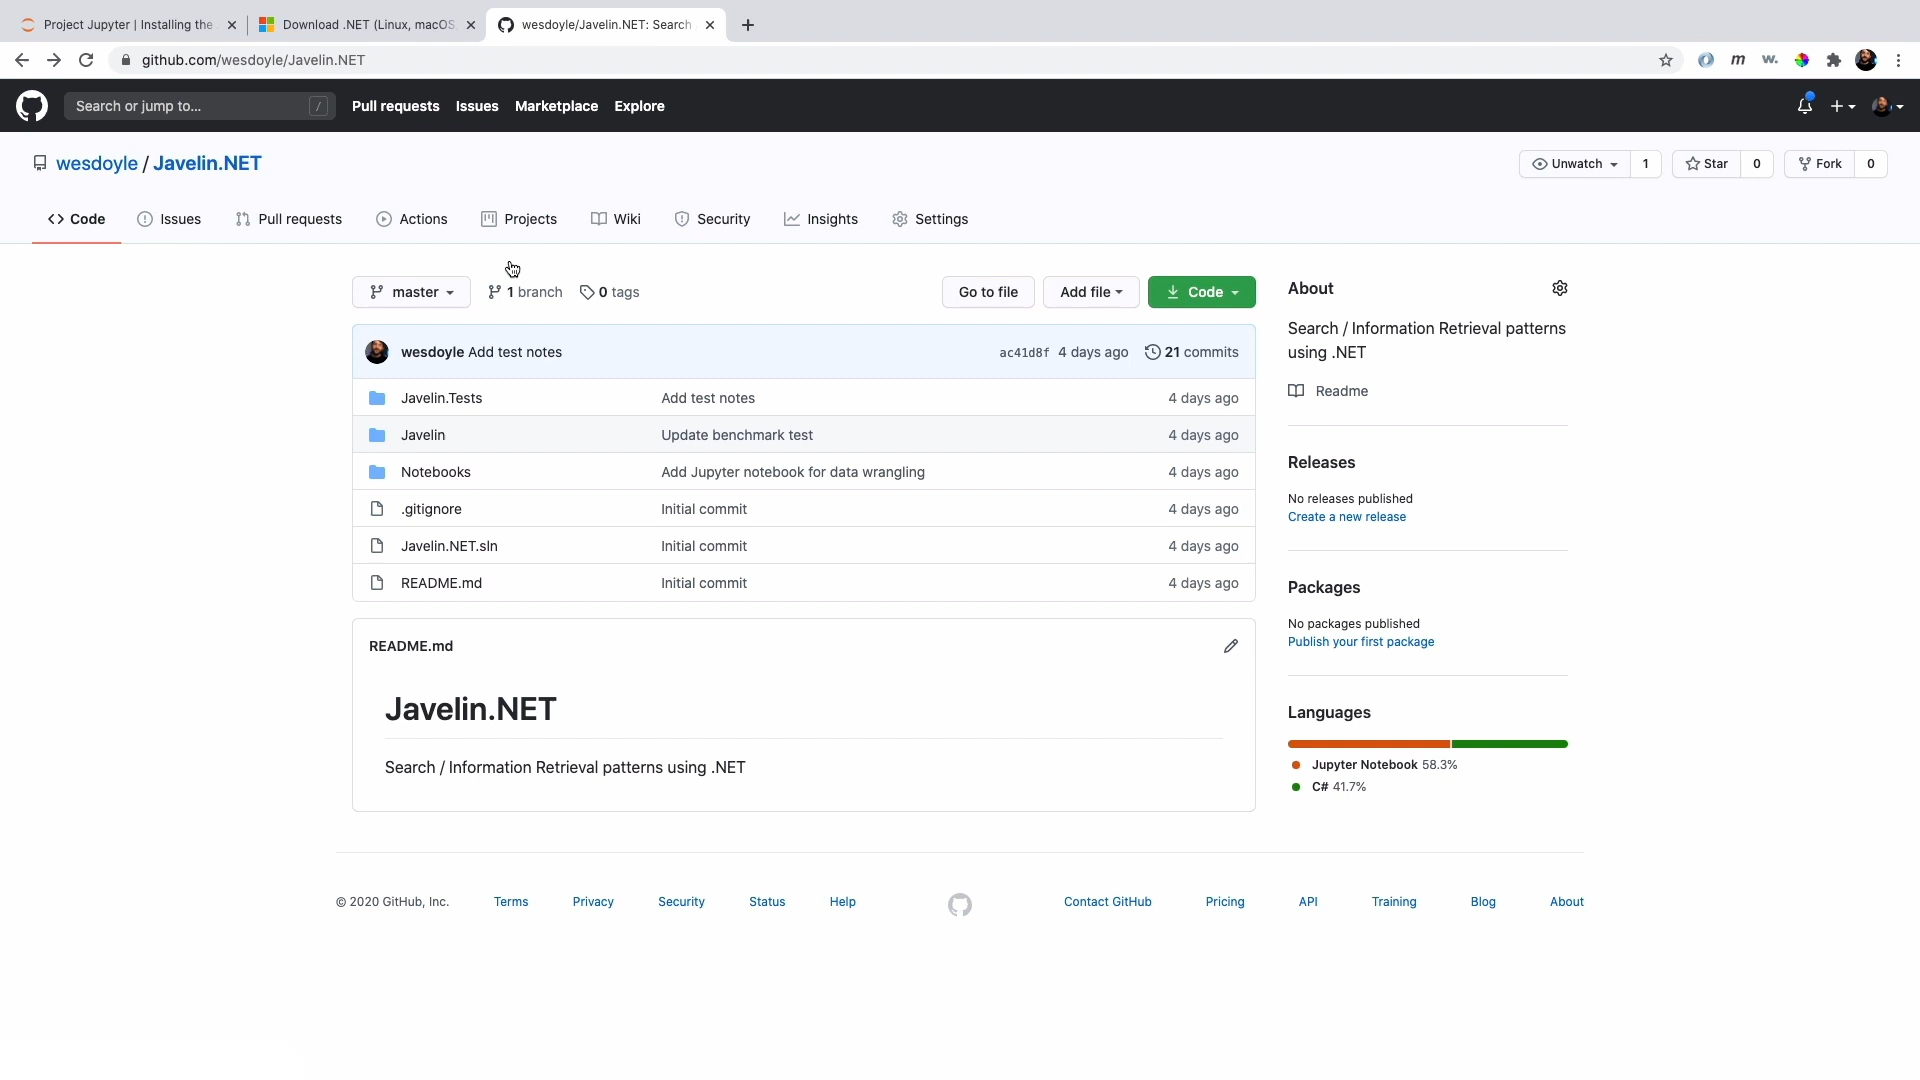 Project Jupyter | Installing the
Download .NET (Linux, macOS,
wesdoyle/Javelin.NET: Search
github.com/wesdoyle/Javelin.NET
Search or jump to...
/
Pull requests
Issues
Marketplace
Explore
wesdoyle / Javelin.NET
Unwatch
1
Star
0
Fork
0
Code
Issues
Pull requests
Actions
Projects
Wiki
Security
Insights
Settings
master
1 branch
0 tags
Go to file
Add file
Code
wesdoyle Add test notes
ac41d8f 4 days ago
21 commits
Javelin.Tests
Add test notes
4 days ago
Javelin
Update benchmark test
4 days ago
Notebooks
Add Jupyter notebook for data wrangling
4 days ago
.gitignore
Initial commit
4 days ago
Javelin.NET.sln
Initial commit
4 days ago
README.md
Initial commit
4 days ago
README.md
Javelin.NET
Search / Information Retrieval patterns using .NET
About
Search / Information Retrieval patterns
using .NET
Readme
Releases
No releases published
Create a new release
Packages
No packages published
Publish your first package
Languages
Jupyter Notebook 58.3%
C# 41.7%
© 2020 GitHub, Inc.
Terms
Privacy
Security
Status
Help
Contact GitHub
Pricing
API
Training
Blog
About